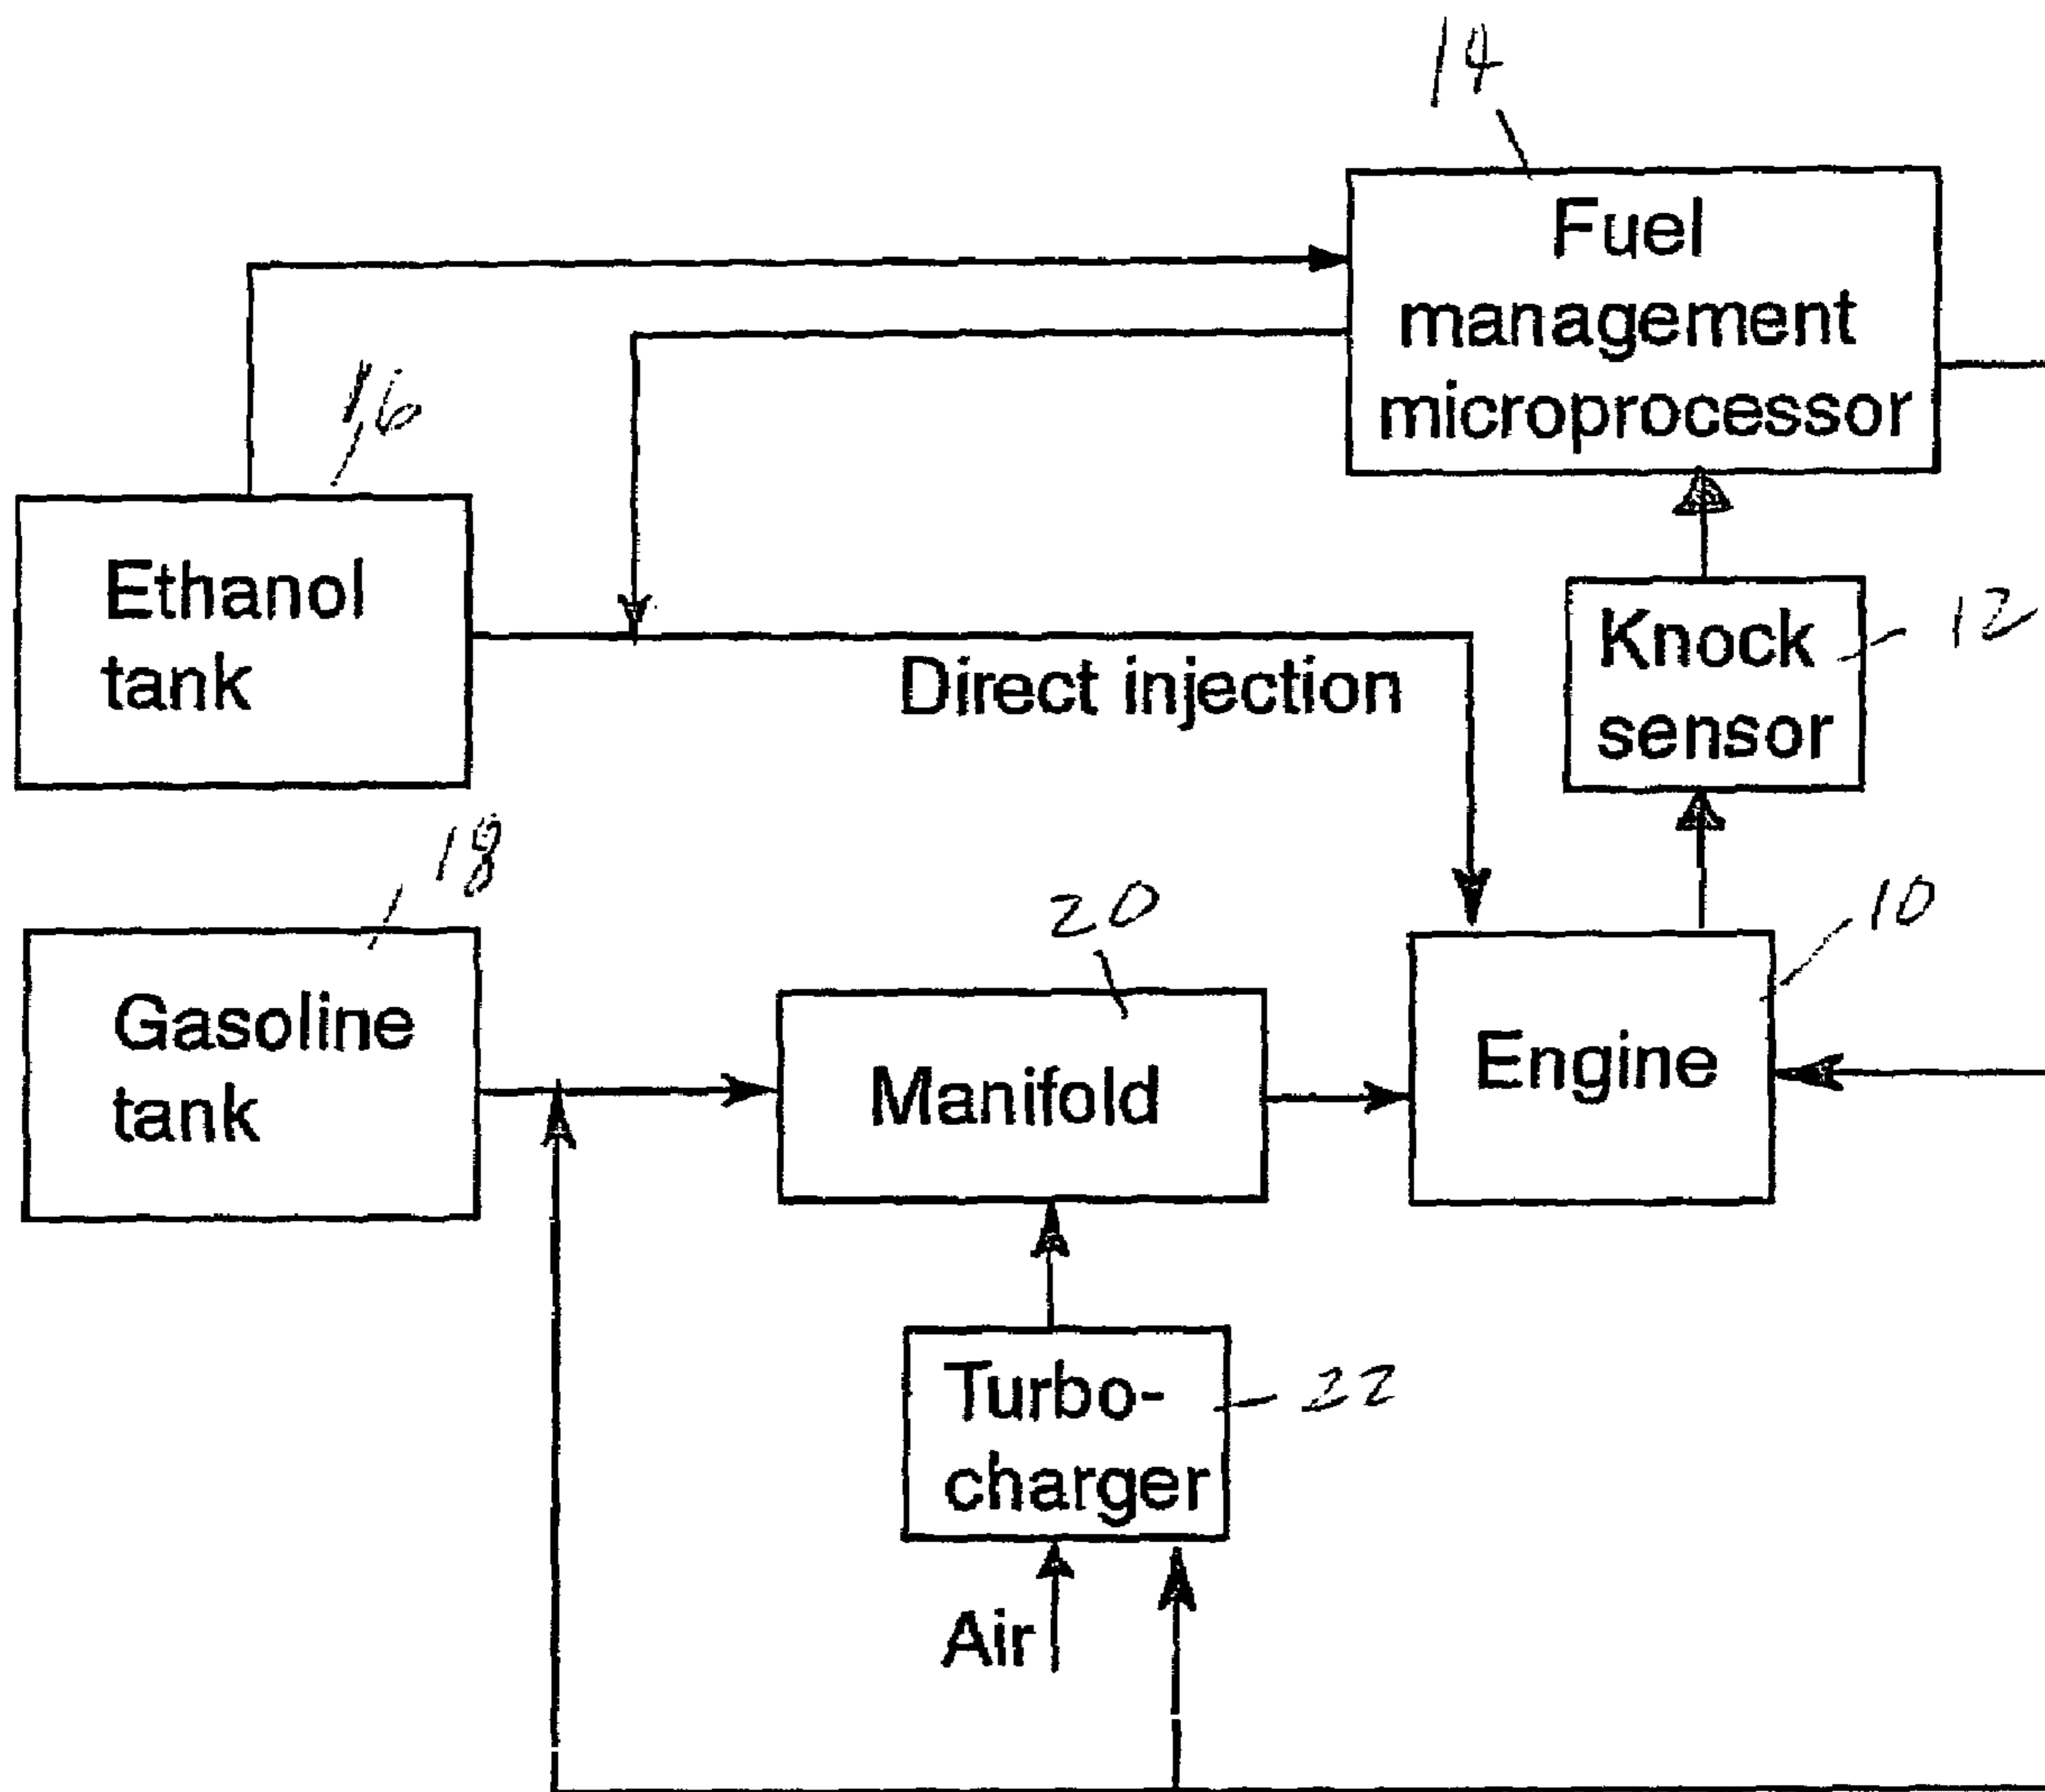 14
Fuel
management
microprocessor
16
Ethanol
tank
Direct injection
Knock
sensor
12
18
Gasoline
tank
20
Manifold
10
Engine
Turbo-
charger
22
Air